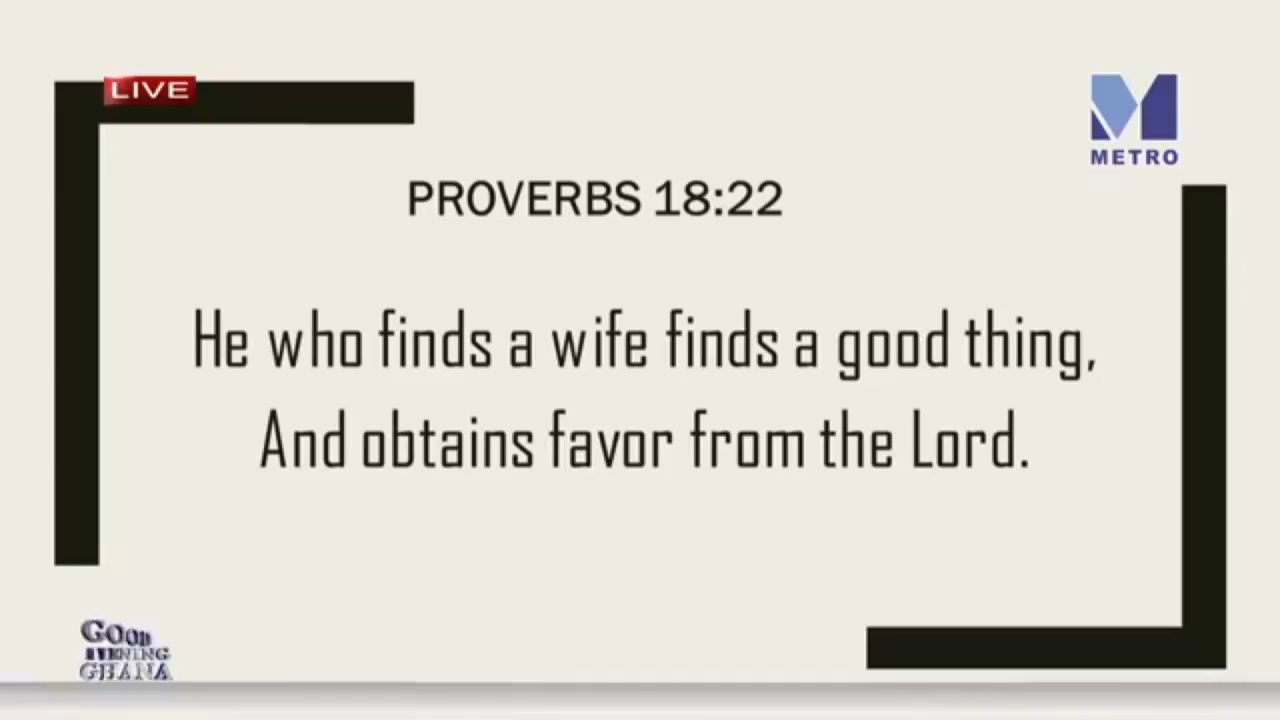 LIVE
METRO
PROVERBS 18:22
He who finds a wife finds a good thing,
And obtains favor from the Lord.
GOOD
EVENING
GHANA